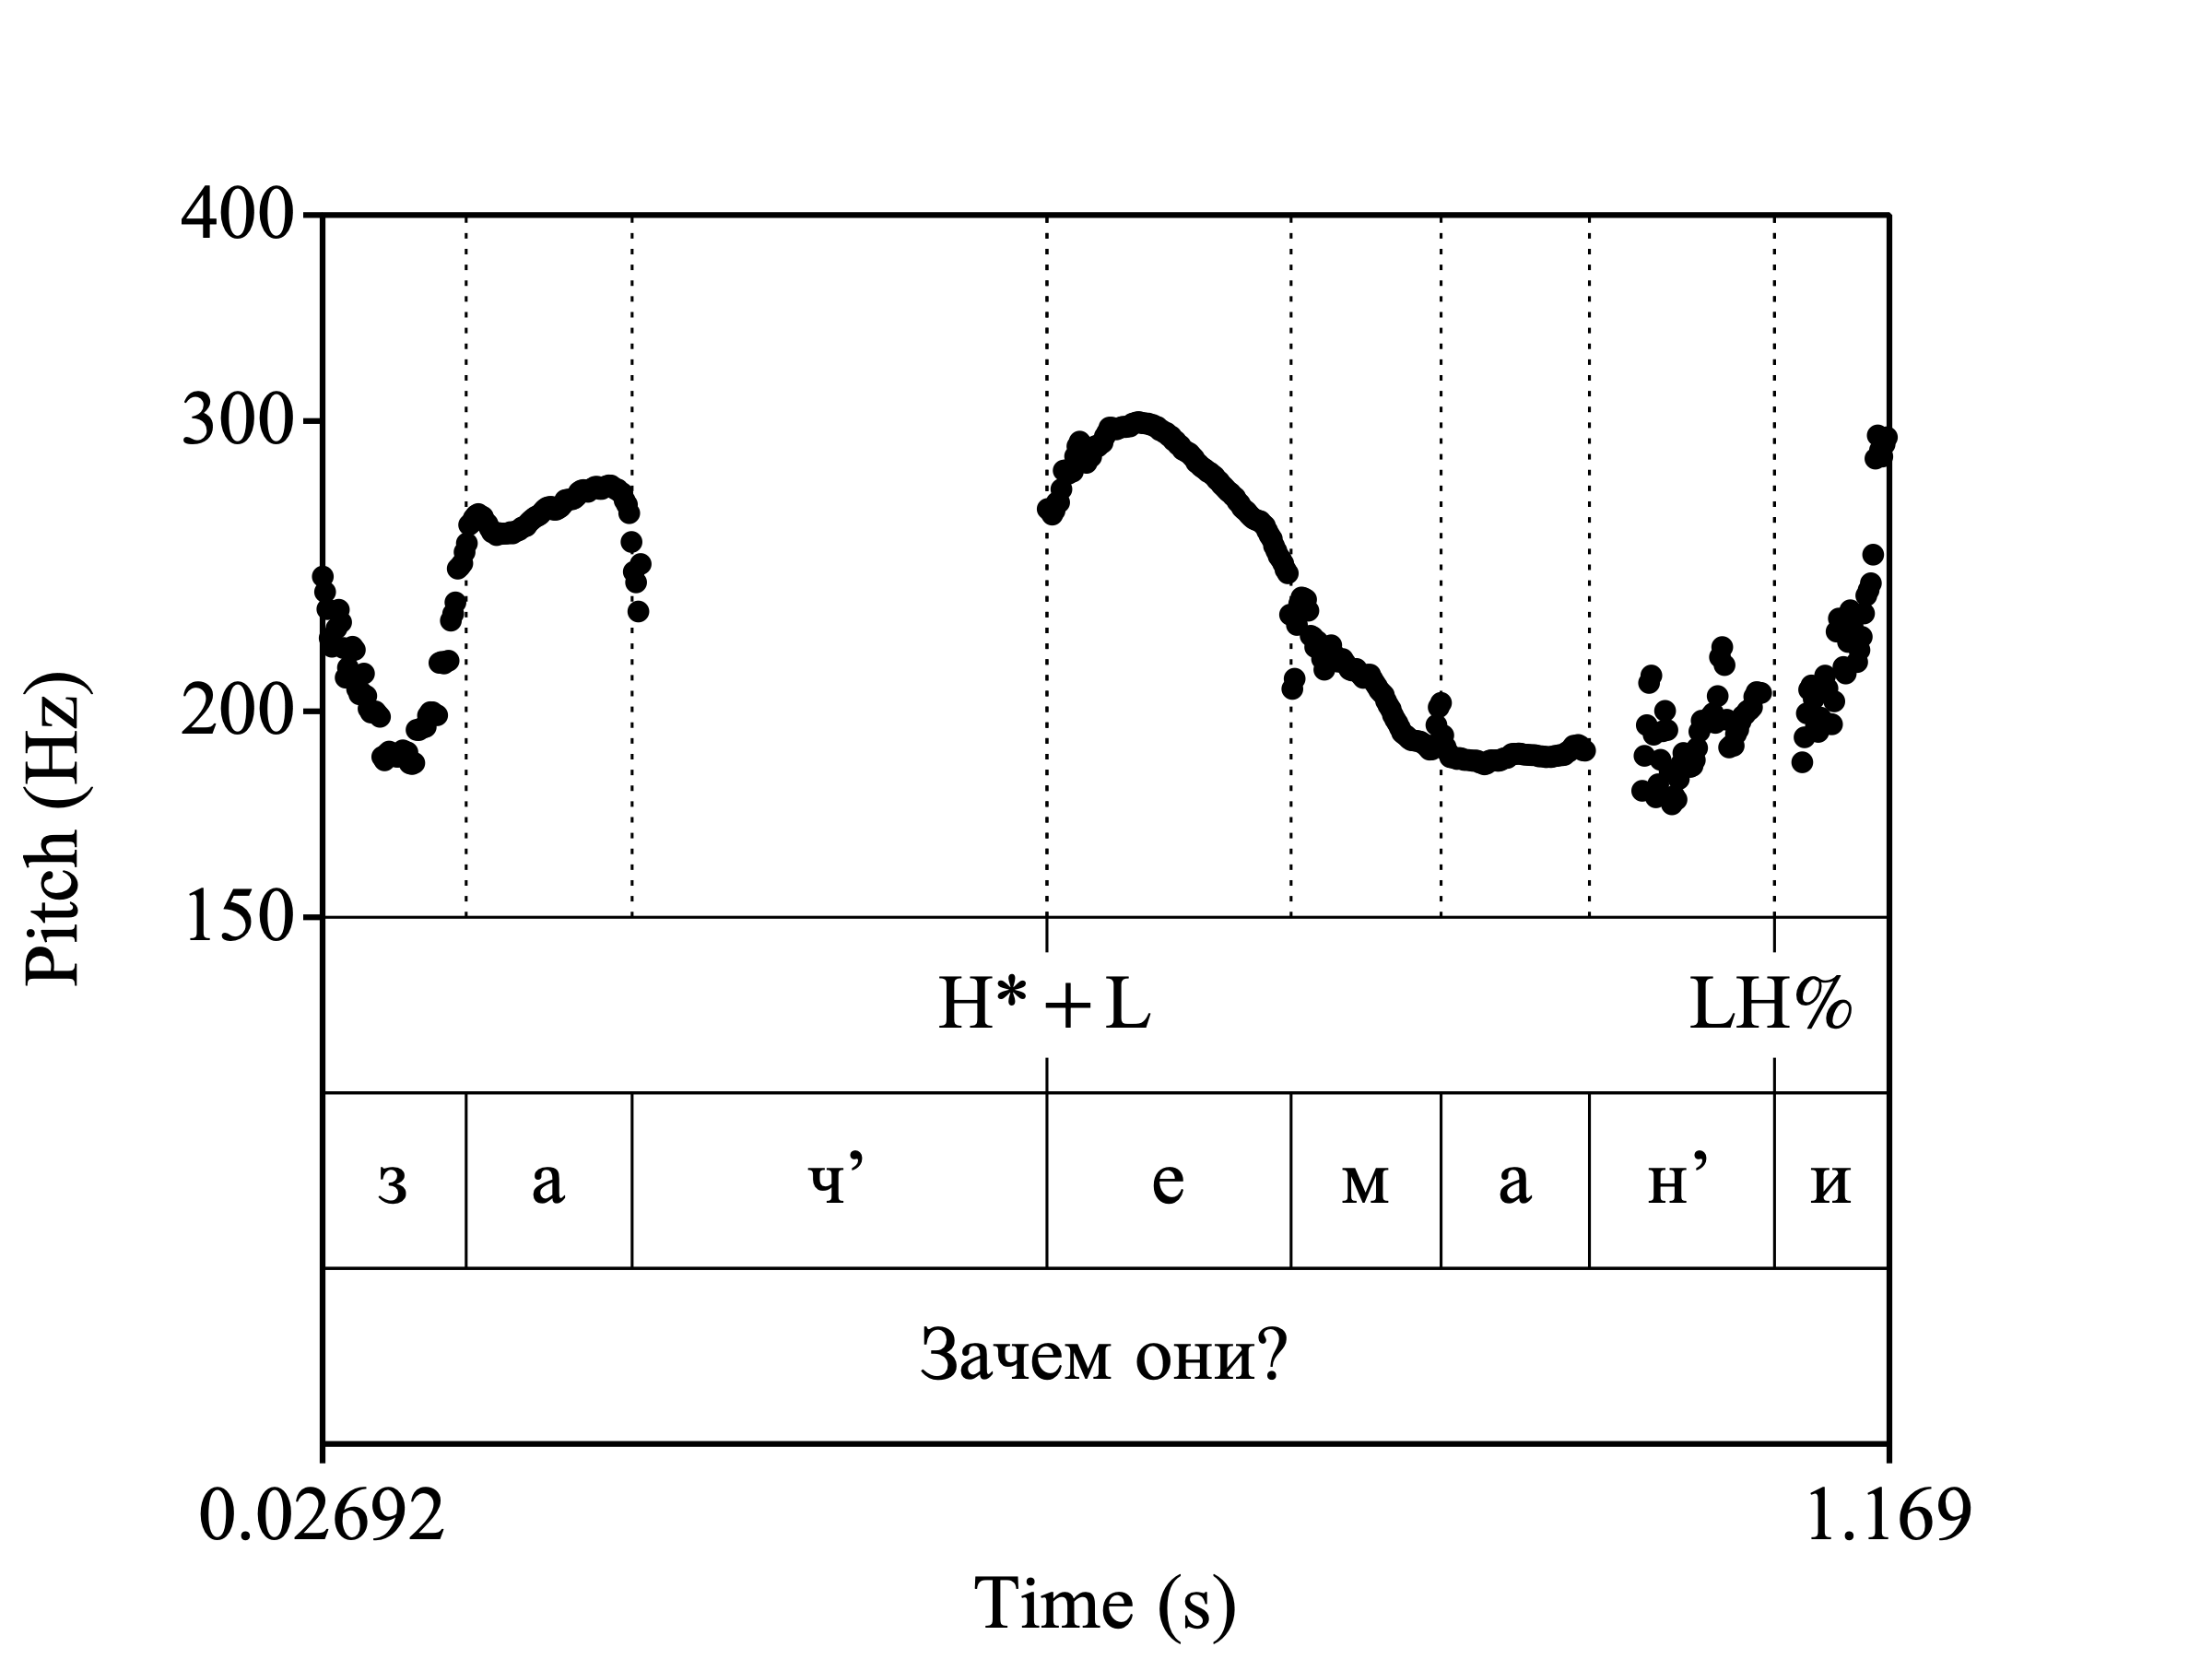 400
300
200
150
Pitch (Hz)
H*+L LH%
з а ч’ е м а н’ и
Зачем они?
0.02692 1.169
Time (s)